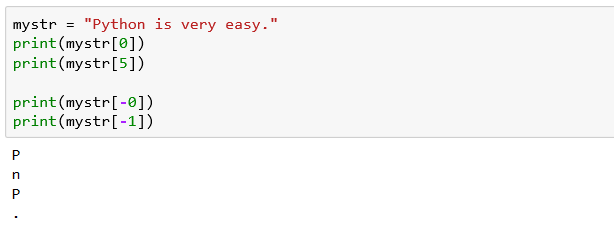 mystr = "Python is very easy."
print(mystr[0])
print(mystr[5])
print(mystr[-0])
print(mystr[-1])
P
n
P
.